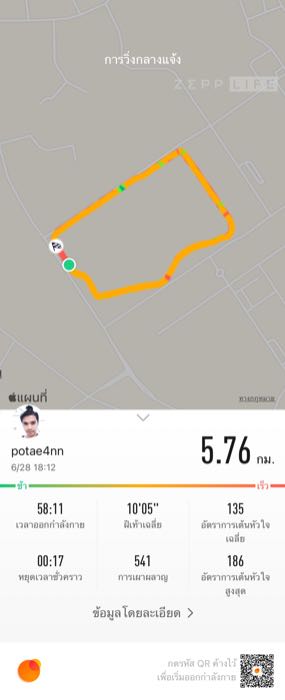 การวิ่งกลางแจ้ง
ZEPP LIFE
แผนที่
ทางกฎหมาย
potae4nn
6/28 18:12
5.76 กม.
ช้า
เร็ว
58:11
10'05"
135
เวลาออกกำลังกาย
ฝีเท้าเฉลี่ย
อัตราการเต้นหัวใจ
เฉลี่ย
00:17
541
186
หยุดเวลาชั่วคราว
การเผาผลาญ
อัตราการเต้นหัวใจ
สูงสุด
ข้อมูลโดยละเอียด
กดรหัส QR ค้างไว้
เพื่อเริ่มออกกำลังกาย